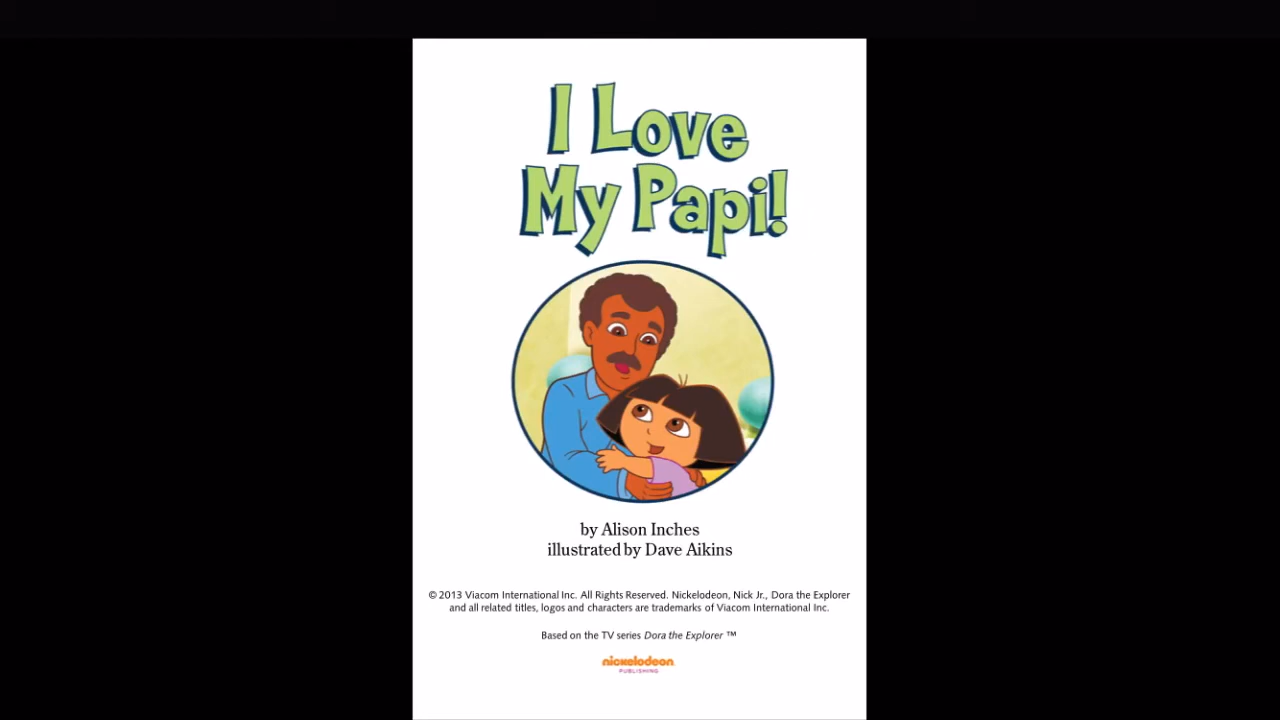 I Love
My Papi!
by Alison Inches
illustrated by Dave Aikins
© 2013 Viacom International Inc. All Rights Reserved. Nickelodeon, Nick Jr., Dora the Explorer
and all related titles, logos and characters are trademarks of Viacom International Inc.
Based on the TV series Dora the Explorer ™
nickelodeon
PUBLISHING